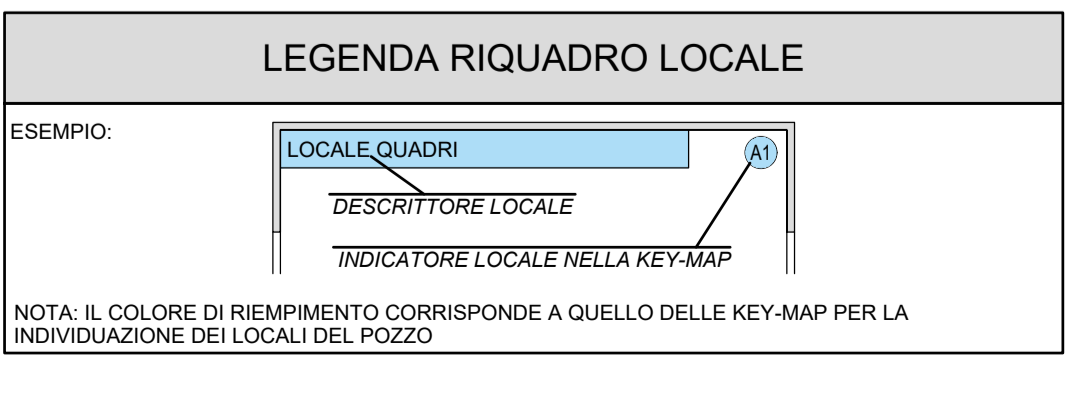 LEGENDA RIQUADRO LOCALE
ESEMPIO:
LOCALE QUADRI
A1
DESCRITTORE LOCALE
INDICATORE LOCALE NELLA KEY-MAP
NOTA: IL COLORE DI RIEMPIMENTO CORRISPONDE A QUELLO DELLE KEY-MAP PER LA
INDIVIDUAZIONE DEI LOCALI DEL POZZO